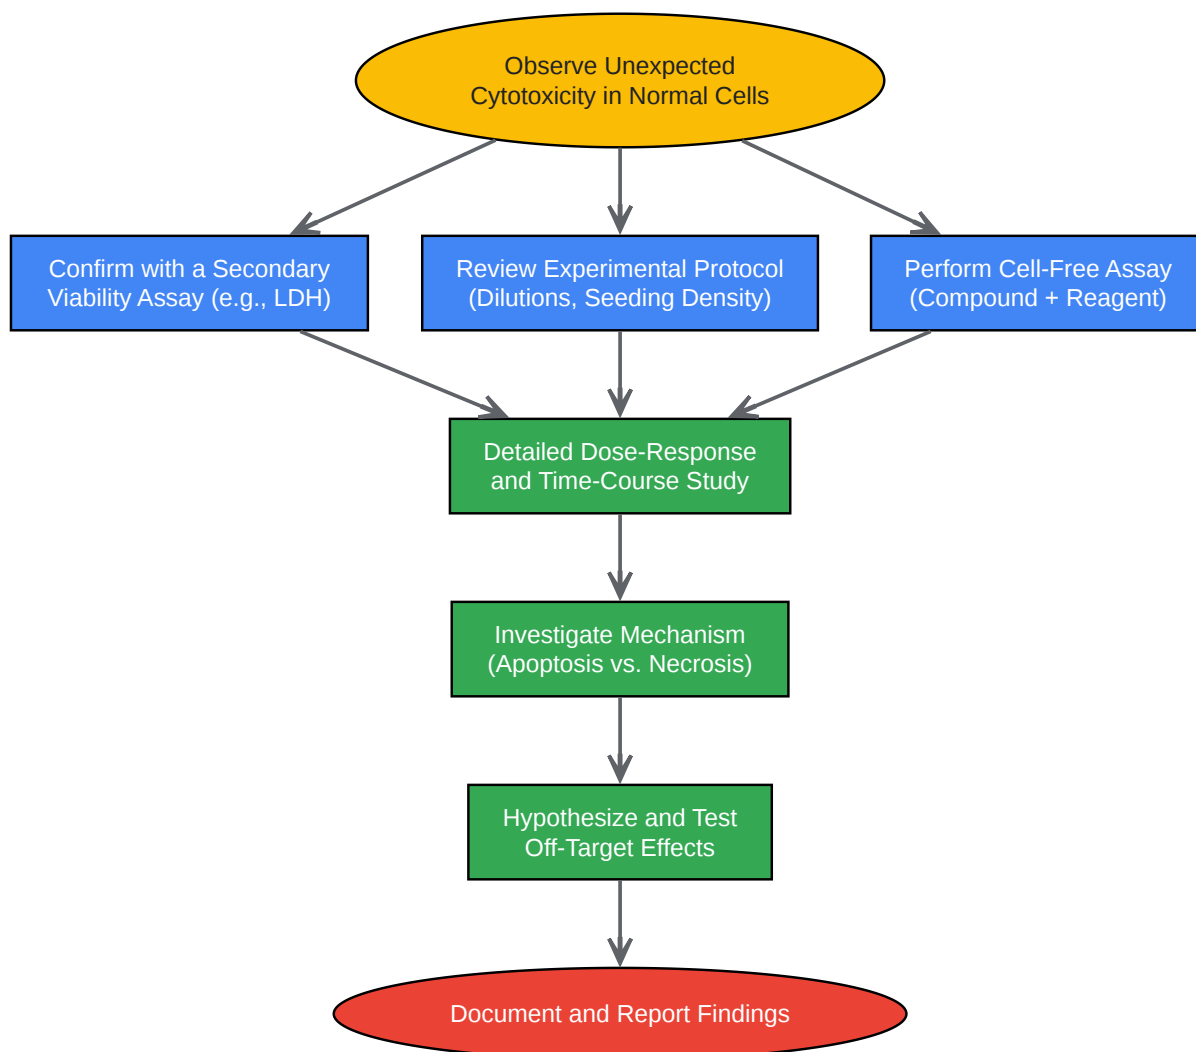 Observe Unexpected
Cytotoxicity in Normal Cells
Confirm with a Secondary
Viability Assay (e.g., LDH)
Review Experimental Protocol
(Dilutions, Seeding Density)
Perform Cell-Free Assay
(Compound + Reagent)
Detailed Dose-Response
and Time-Course Study
Investigate Mechanism
(Apoptosis vs. Necrosis)
Hypothesize and Test
Off-Target Effects
Document and Report Findings